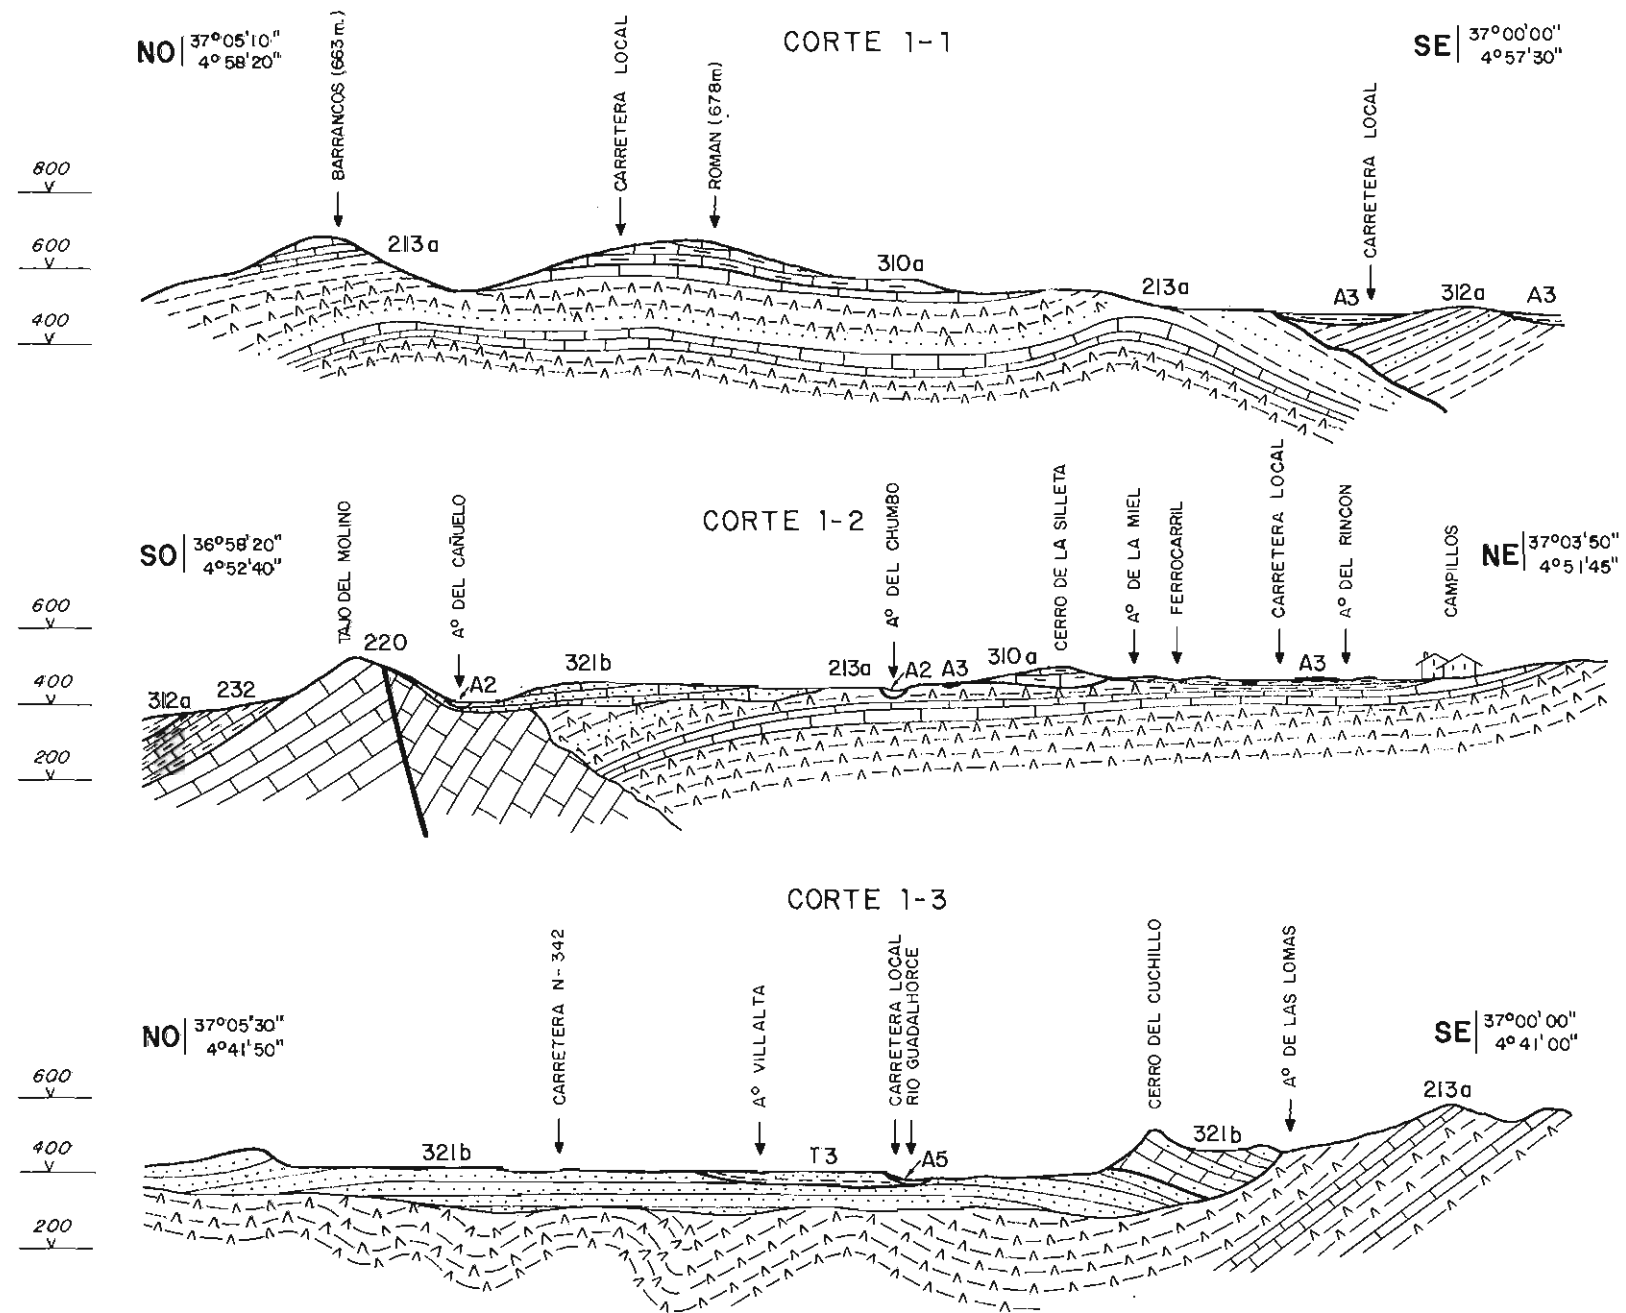 CORTE 1-1
NO 37°05'10"
4°58'20"
SE 37°00'00"
4°57'30"
BARRANCOS (663 m.)
CARRETERA LOCAL
ROMAN (678m)
CARRETERA LOCAL
800
600
400
213a
310a
213a
A3
312a
A3
CORTE 1-2
SO 36°58'20"
4°52'40"
NE 37°03'50"
4°51'45"
TAJO DEL MOLINO
Aº DEL CAÑUELO
Aº DEL CHUMBO
CERRO DE LA SILLETA
Aº DE LA MIEL
FERROCARRIL
CARRETERA LOCAL
Aº DEL RINCON
CAMPILLOS
600
400
200
312a
232
220
A2
321b
213a
A2
A3
310a
A3
CORTE 1-3
NO 37°05'30"
4°41'50"
SE 37°00'00"
4°41'00"
CARRETERA N-342
Aº VILLALTA
CARRETERA LOCAL
RIO GUADALHORCE
CERRO DEL CUCHILLO
Aº DE LAS LOMAS
600
400
200
321b
T3
A5
321b
213a